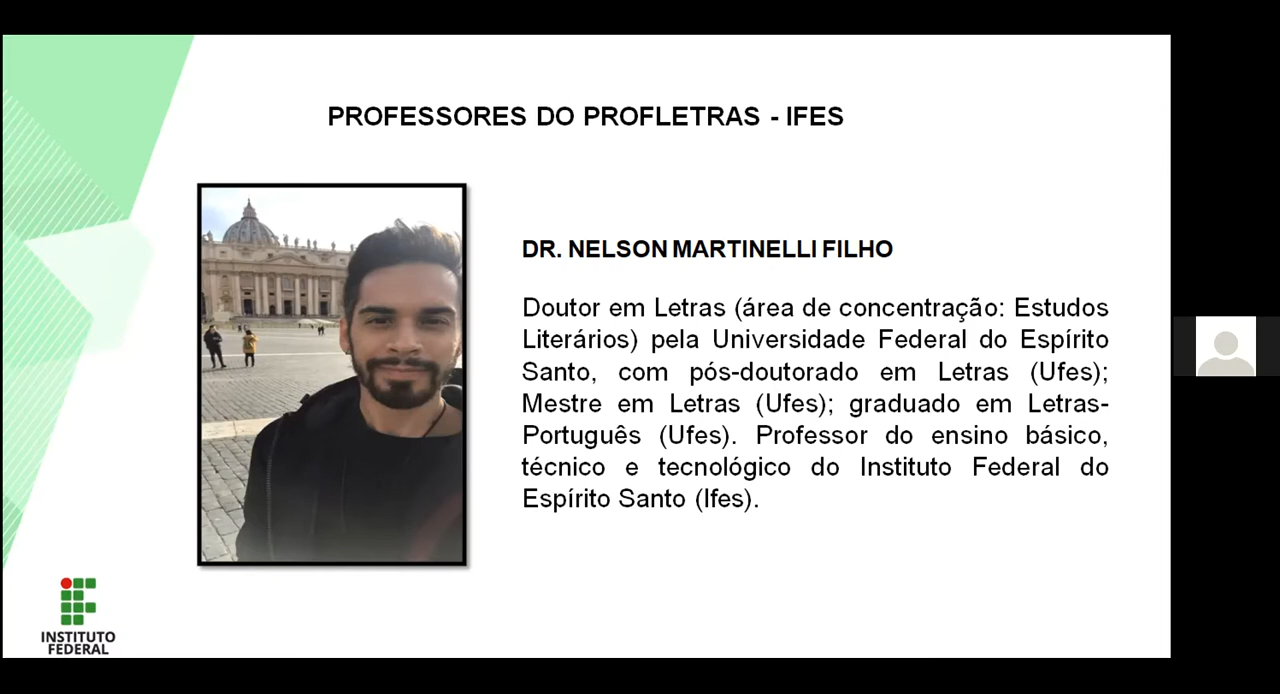 PROFESSORES DO PROFLETRAS - IFES
DR. NELSON MARTINELLI FILHO
Doutor em Letras (área de concentração: Estudos
Literários) pela Universidade Federal do Espírito
Santo, com pós-doutorado em Letras (Ufes);
Mestre em Letras (Ufes); graduado em Letras-
Português (Ufes). Professor do ensino básico,
técnico e tecnológico do Instituto Federal do
Espírito Santo (Ifes).
INSTITUTO
FEDERAL